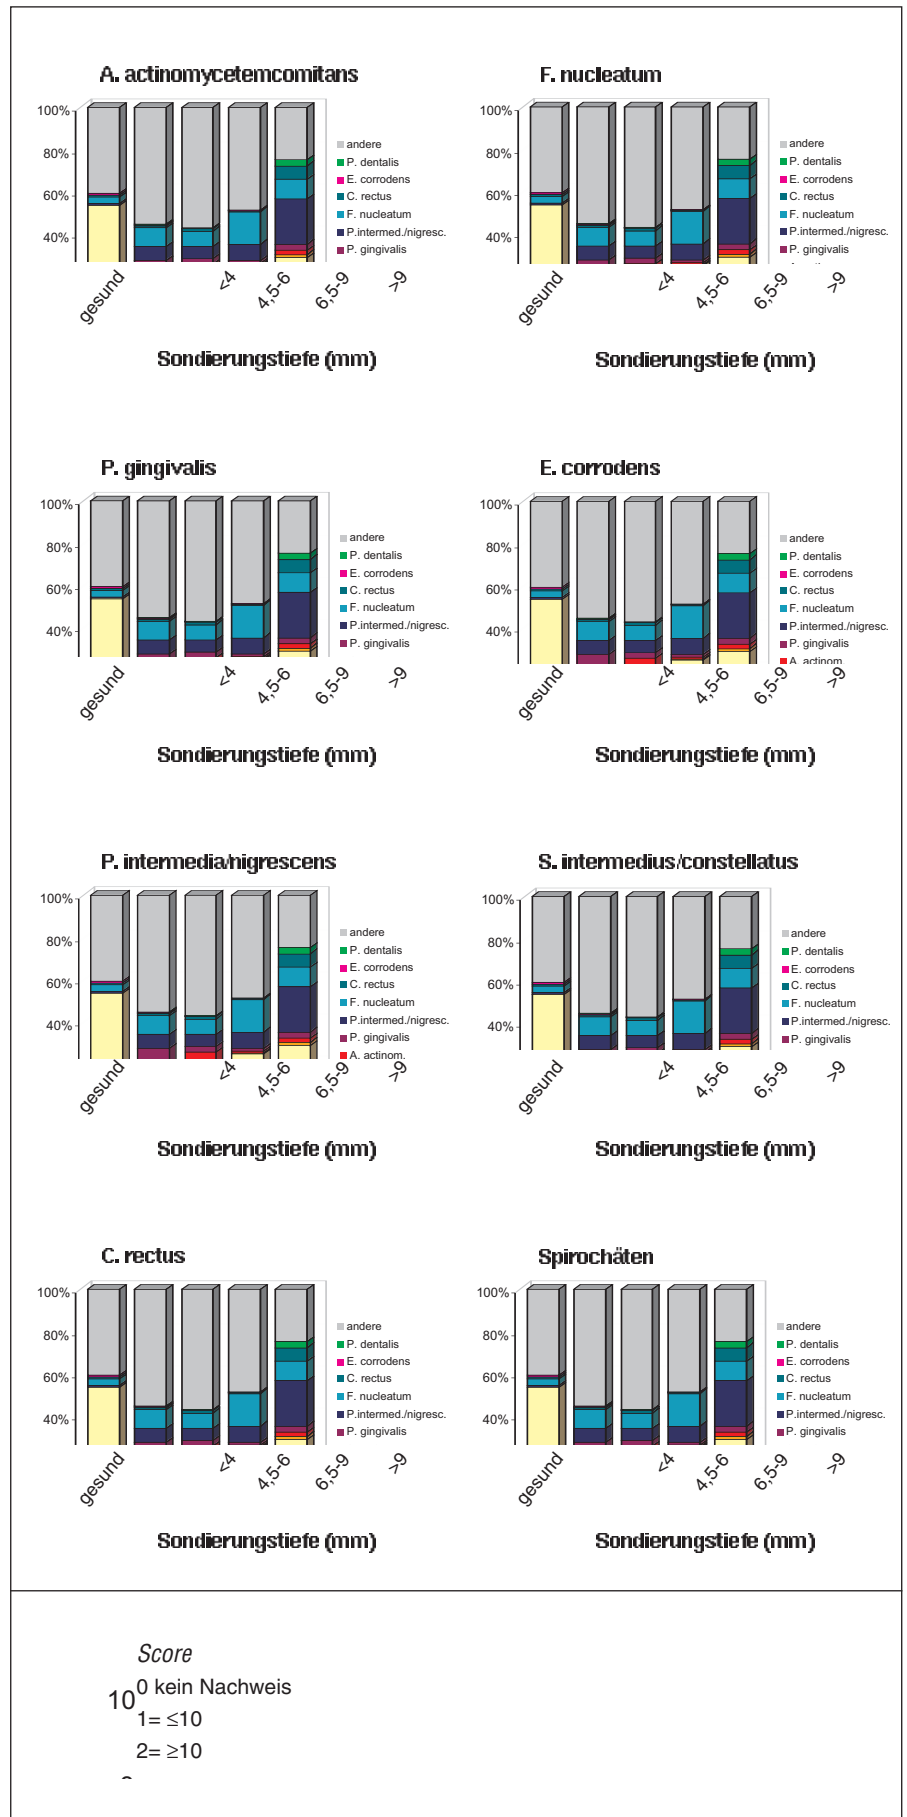 A. actinomycetemcomitans
100%
80%
60%
40%
andere
P. dentalis
E. corrodens
C. rectus
F. nucleatum
P.intermed./nigresc.
P. gingivalis
gesund
<4
4,5-6
6,5-9
>9
Sondierungstiefe (mm)
F. nucleatum
100%
80%
60%
40%
andere
P. dentalis
E. corrodens
C. rectus
F. nucleatum
P.intermed./nigresc.
P. gingivalis
gesund
<4
4,5-6
6,5-9
>9
Sondierungstiefe (mm)
P. gingivalis
100%
80%
60%
40%
andere
P. dentalis
E. corrodens
C. rectus
F. nucleatum
P.intermed./nigresc.
P. gingivalis
gesund
<4
4,5-6
6,5-9
>9
Sondierungstiefe (mm)
E. corrodens
100%
80%
60%
40%
andere
P. dentalis
E. corrodens
C. rectus
F. nucleatum
P.intermed./nigresc.
P. gingivalis
A. actinom.
gesund
<4
4,5-6
6,5-9
>9
Sondierungstiefe (mm)
P. intermedia/nigrescens
100%
80%
60%
40%
andere
P. dentalis
E. corrodens
C. rectus
F. nucleatum
P.intermed./nigresc.
P. gingivalis
A. actinom.
gesund
<4
4,5-6
6,5-9
>9
Sondierungstiefe (mm)
S. intermedius/constellatus
100%
80%
60%
40%
andere
P. dentalis
E. corrodens
C. rectus
F. nucleatum
P.intermed./nigresc.
P. gingivalis
gesund
<4
4,5-6
6,5-9
>9
Sondierungstiefe (mm)
C. rectus
100%
80%
60%
40%
andere
P. dentalis
E. corrodens
C. rectus
F. nucleatum
P.intermed./nigresc.
P. gingivalis
gesund
<4
4,5-6
6,5-9
>9
Sondierungstiefe (mm)
Spirochäten
100%
80%
60%
40%
andere
P. dentalis
E. corrodens
C. rectus
F. nucleatum
P.intermed./nigresc.
P. gingivalis
gesund
<4
4,5-6
6,5-9
>9
Sondierungstiefe (mm)
Score
0 kein Nachweis
10
1= ≤10
2= ≥10